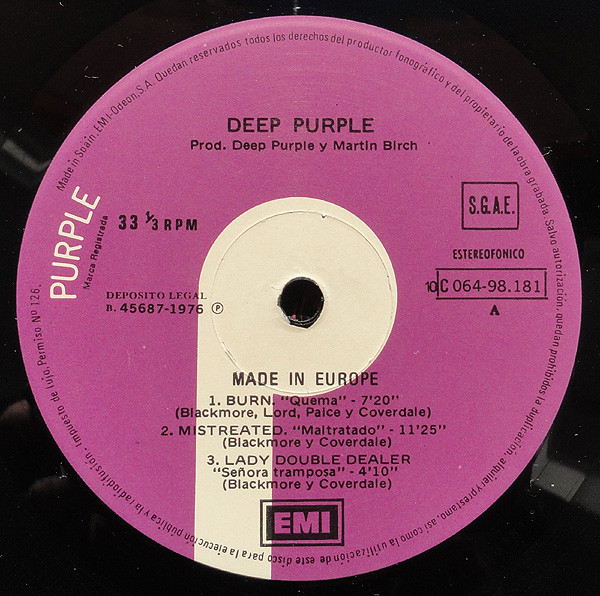 Made in Spain, EMI-Odeon, S.A. Quedan reservados todos los derechos del productor fonográfico y del propietario de la obra grabada. Salvo autorización, quedan prohibidos la duplicación, alquiler y prestamo, así como la utilización de este disco para la ejecución pública y la radiodifusión - Impuesto de lujo, Permiso Nº 126.
DEEP PURPLE
Prod. Deep Purple y Martin Birch
PURPLE
Marca Registrada
33 1/3 RPM
S.G.A.E.
ESTEREOFONICO
10C 064-98.181
A
DEPOSITO LEGAL
B. 45687-1976 Ⓟ
MADE IN EUROPE
1. BURN. "Quema" - 7'20"
(Blackmore, Lord, Paice y Coverdale)
2. MISTREATED. "Maltratado" - 11'25"
(Blackmore y Coverdale)
3. LADY DOUBLE DEALER
"Señora tramposa" - 4'10"
(Blackmore y Coverdale)
EMI